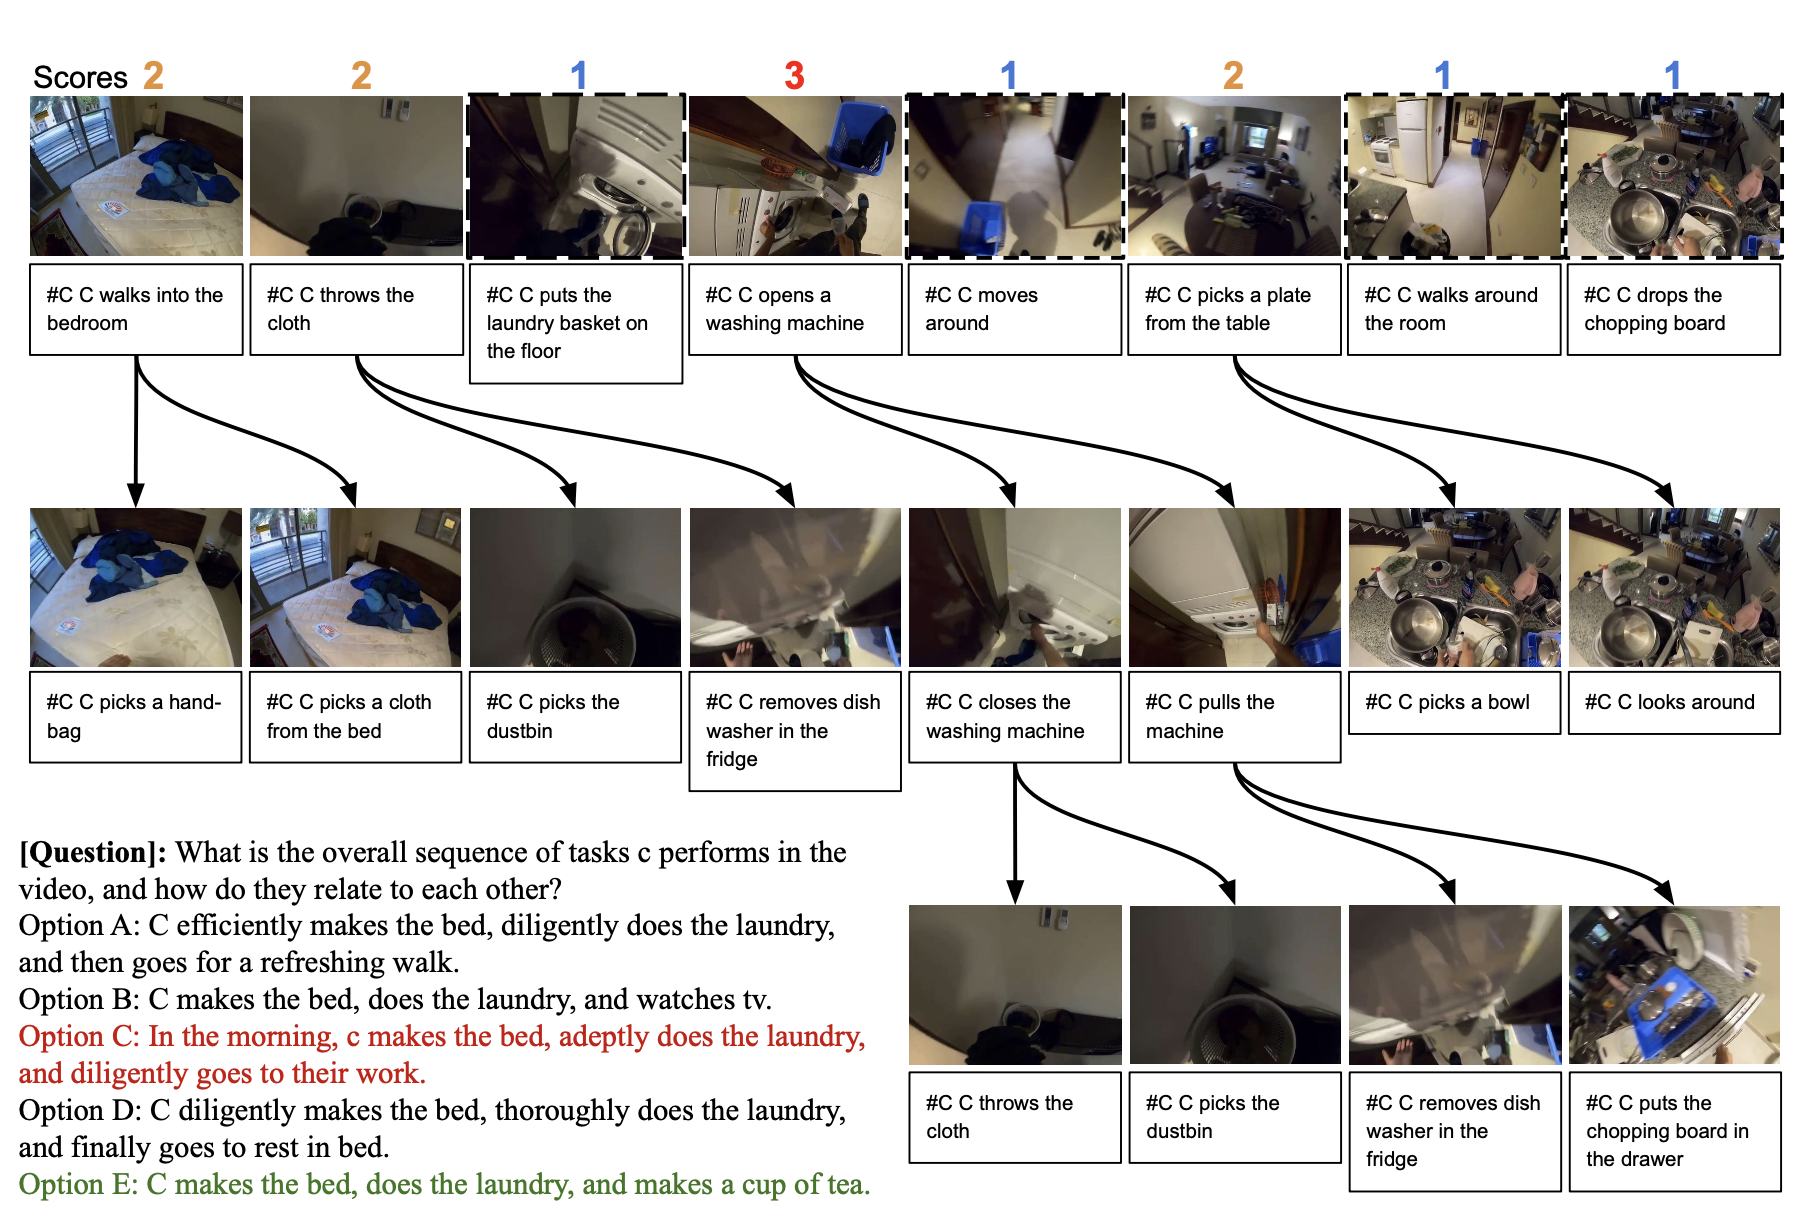 Scores 2 2 1 3 1 2 1 1
#C C walks into the
bedroom
#C C throws the
cloth
#C C puts the
laundry basket on
the floor
#C C opens a
washing machine
#C C moves
around
#C C picks a plate
from the table
#C C walks around
the room
#C C drops the
chopping board
#C C picks a hand-
bag
#C C picks a cloth
from the bed
#C C picks the
dustbin
#C C removes dish
washer in the
fridge
#C C closes the
washing machine
#C C pulls the
machine
#C C picks a bowl
#C C looks around
[Question]: What is the overall sequence of tasks c performs in the
video, and how do they relate to each other?
Option A: C efficiently makes the bed, diligently does the laundry,
and then goes for a refreshing walk.
Option B: C makes the bed, does the laundry, and watches tv.
Option C: In the morning, c makes the bed, adeptly does the laundry,
and diligently goes to their work.
Option D: C diligently makes the bed, thoroughly does the laundry,
and finally goes to rest in bed.
Option E: C makes the bed, does the laundry, and makes a cup of tea.
#C C throws the
cloth
#C C picks the
dustbin
#C C removes dish
washer in the
fridge
#C C puts the
chopping board in
the drawer